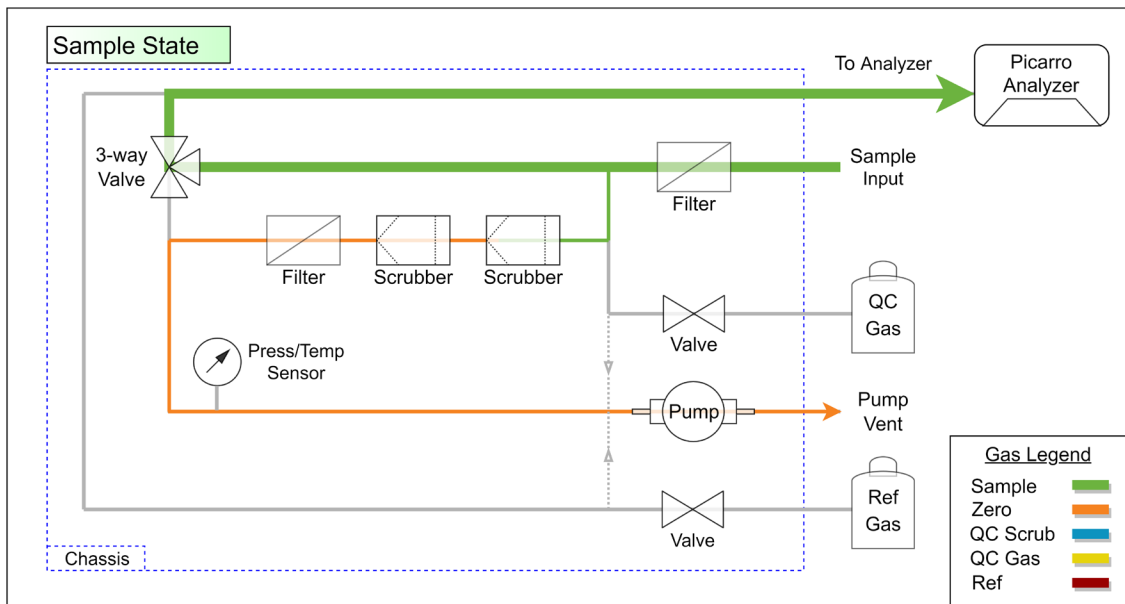 Sample State
To Analyzer
Picarro
Analyzer
3-way
Valve
Sample
Input
Filter
Filter
Scrubber
Scrubber
QC
Gas
Valve
Press/Temp
Sensor
Pump
Pump
Vent
Ref
Gas
Valve
Chassis
Gas Legend
Sample
Zero
QC Scrub
QC Gas
Ref